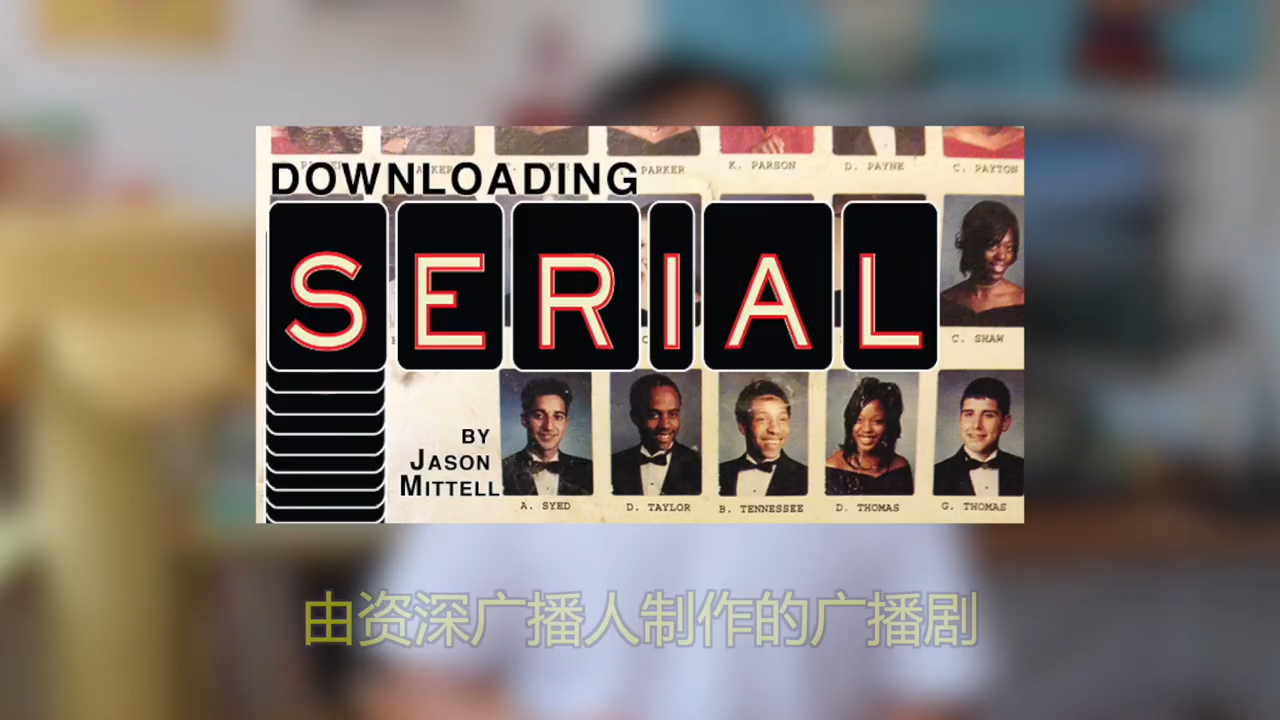 K. PARSON
D. PAYNE
C. PAYTON
PARKER
DOWNLOADING
SERIAL
C. SHAW
BY
JASON
MITTELL
A. SYED
D. TAYLOR
B. TENNESSEE
D. THOMAS
G. THOMAS
由资深广播人制作的广播剧